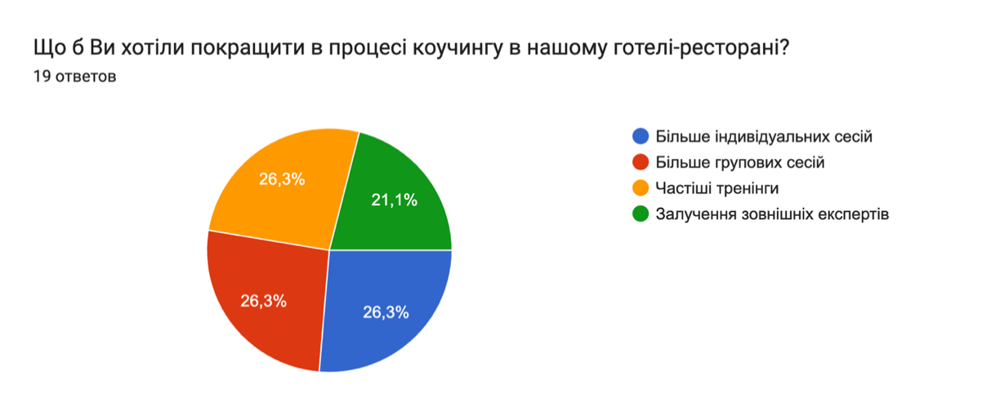 Що б Ви хотіли покращити в процесі коучингу в нашому готелі-ресторані?
19 ответов
Більше індивідуальних сесій
Більше групових сесій
Частіші тренінги
Залучення зовнішніх експертів
26,3%
21,1%
26,3%
26,3%